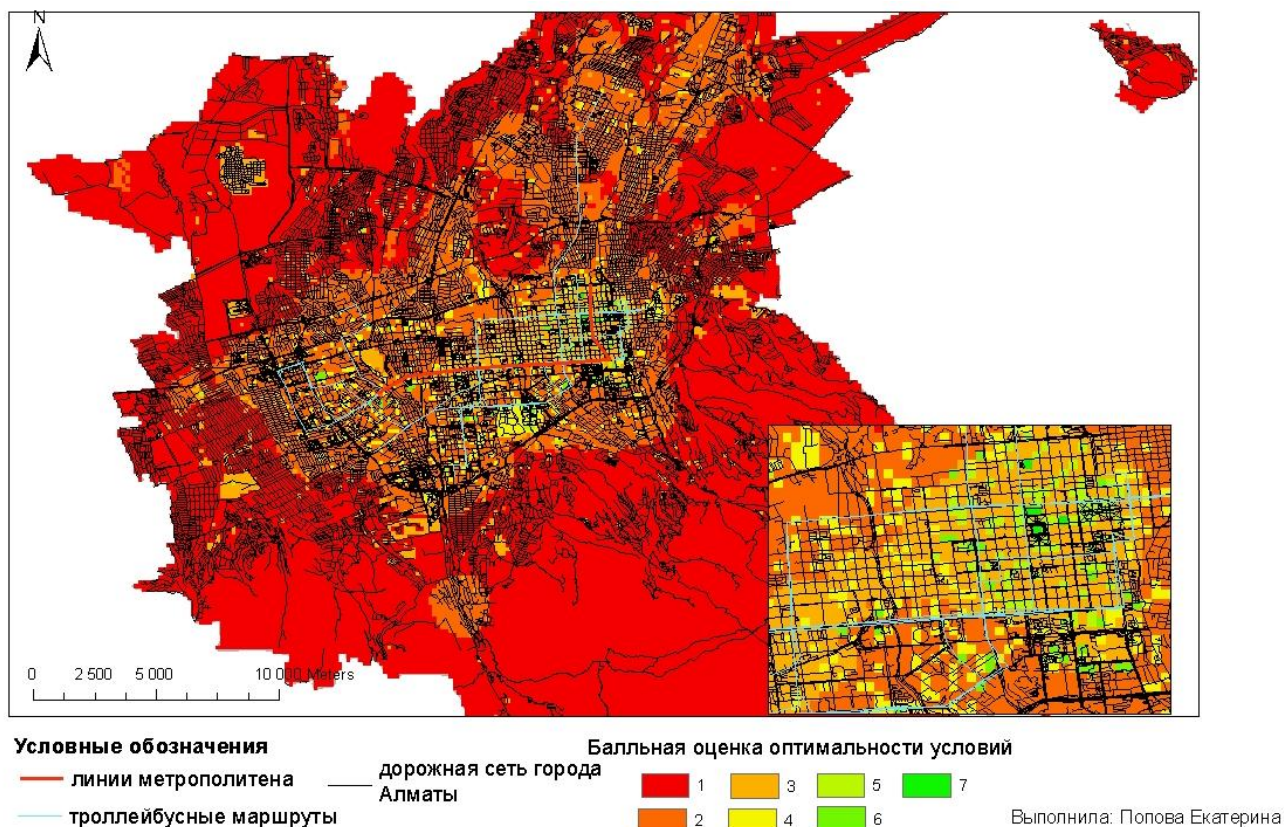 N
0 2 500 5 000 10 000 Meters
Условные обозначения
линии метрополитена
дорожная сеть города
Алматы
троллейбусные маршруты
Балльная оценка оптимальности условий
1 3 5 7
2 4 6
Выполнила: Попова Екатерина